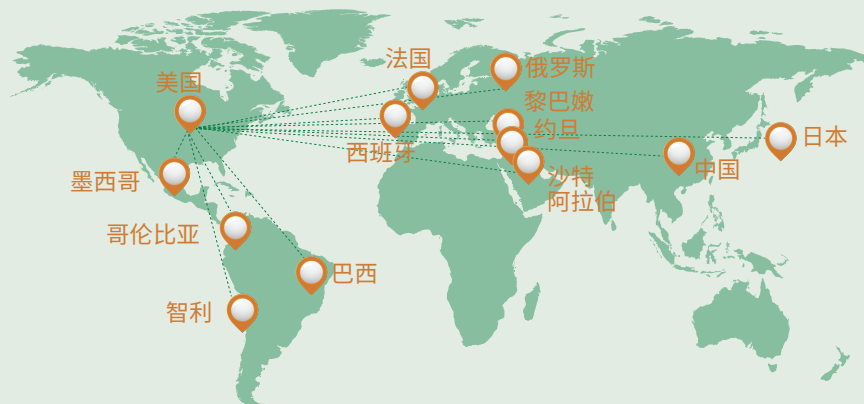 法国
俄罗斯
美国
黎巴嫩
约旦
日本
西班牙
中国
墨西哥
沙特
阿拉伯
哥伦比亚
巴西
智利